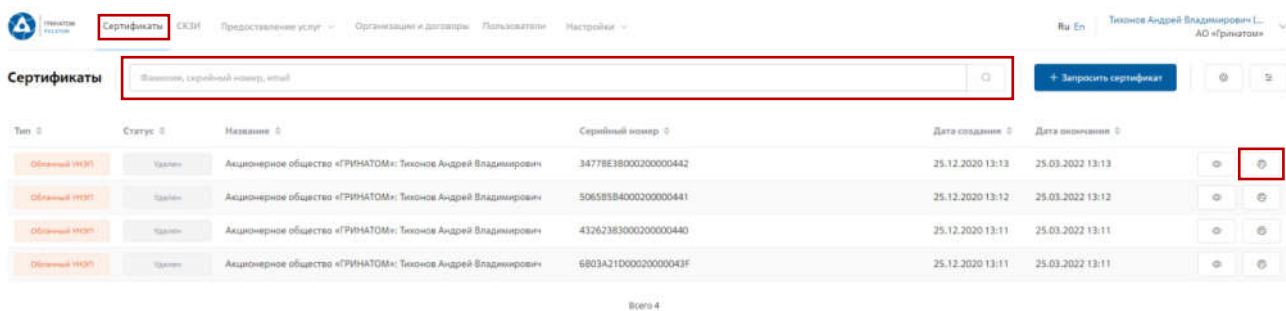 ГРИНАТОМ
РОСАТОМ
Сертификаты СКЗИ Предоставление услуг Организации и договоры Пользователи Настройки Ru En Тихонов Андрей Владимирович (...
АО «Гринатом»
Сертификаты Фамилия, серийный номер, email + Запросить сертификат
Тип Статус Название Серийный номер Дата создания Дата окончания
Облачный УНЭП Удален Акционерное общество «ГРИНАТОМ»: Тихонов Андрей Владимирович 3477BE3B000200000442 25.12.2020 13:13 25.03.2022 13:13
Облачный УНЭП Удален Акционерное общество «ГРИНАТОМ»: Тихонов Андрей Владимирович 5065B5B4000200000441 25.12.2020 13:12 25.03.2022 13:12
Облачный УНЭП Удален Акционерное общество «ГРИНАТОМ»: Тихонов Андрей Владимирович 432623B3000200000440 25.12.2020 13:11 25.03.2022 13:11
Облачный УНЭП Удален Акционерное общество «ГРИНАТОМ»: Тихонов Андрей Владимирович 6B03A21D00020000043F 25.12.2020 13:11 25.03.2022 13:11
Всего 4